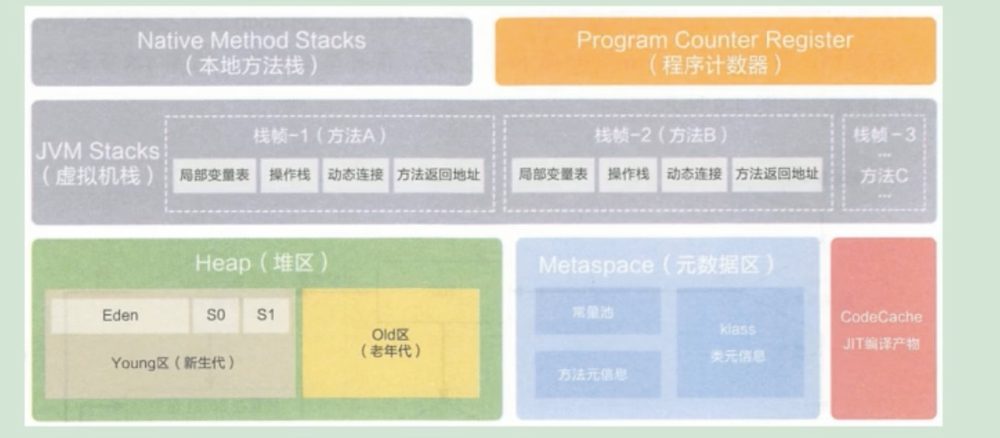 Native Method Stacks
（本地方法栈）
Program Counter Register
（程序计数器）
JVM Stacks
（虚拟机栈）
栈帧-1（方法A）
局部变量表 操作栈 动态连接 方法返回地址
栈帧-2（方法B）
局部变量表 操作栈 动态连接 方法返回地址
栈帧-3
...
方法C
...
Heap（堆区）
Eden S0 S1
Young区（新生代）
Old区
（老年代）
Metaspace（元数据区）
常量池
方法元信息
klass
类元信息
CodeCache
JIT编译产物